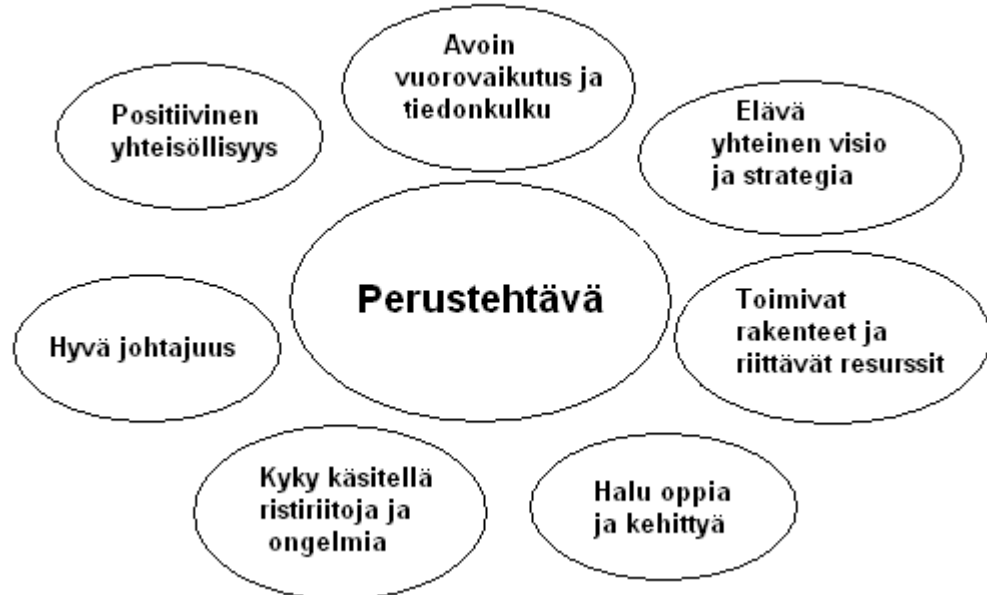 Avoin
vuorovaikutus ja
tiedonkulku
Positiivinen
yhteisöllisyys
Elävä
yhteinen visio
ja strategia
Perustehtävä
Toimivat
rakenteet ja
riittävät resurssit
Hyvä johtajuus
Kyky käsitellä
ristiriitoja ja
ongelmia
Halu oppia
ja kehittyä